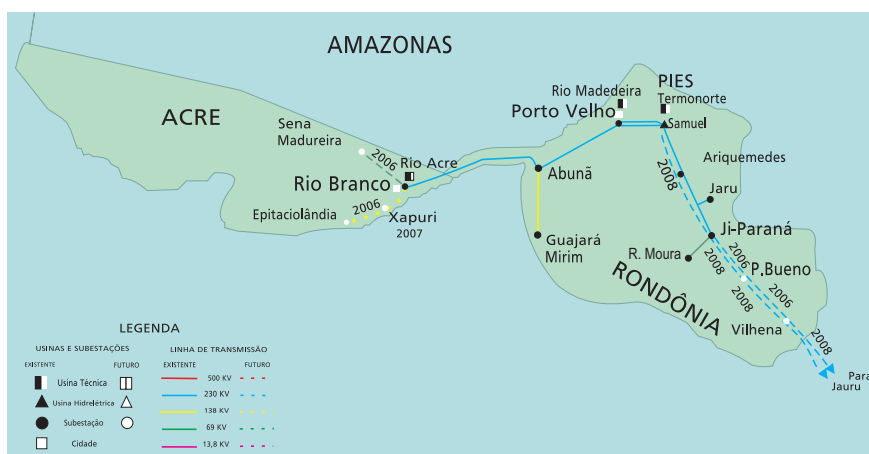 AMAZONAS
ACRE
Sena
Madureira
2006
Rio Acre
Rio Branco
2006
Epitaciolândia
Xapuri
2007
Rio Madedeira
PIES
Termonorte
Porto Velho
Samuel
Abunã
2008
Ariquemedes
Jaru
Guajará
Mirim
Ji-Paraná
R. Moura
2008
2006
P.Bueno
RONDÔNIA
2008
2006
Vilhena
2008
Para
Jauru
LEGENDA
USINAS E SUBESTAÇÕES
LINHA DE TRANSMISSÃO
EXISTENTE
FUTURO
EXISTENTE
FUTURO
Usina Técnica
500 KV
Usina Hidrelétrica
230 KV
138 KV
Subestação
69 KV
Cidade
13,8 KV